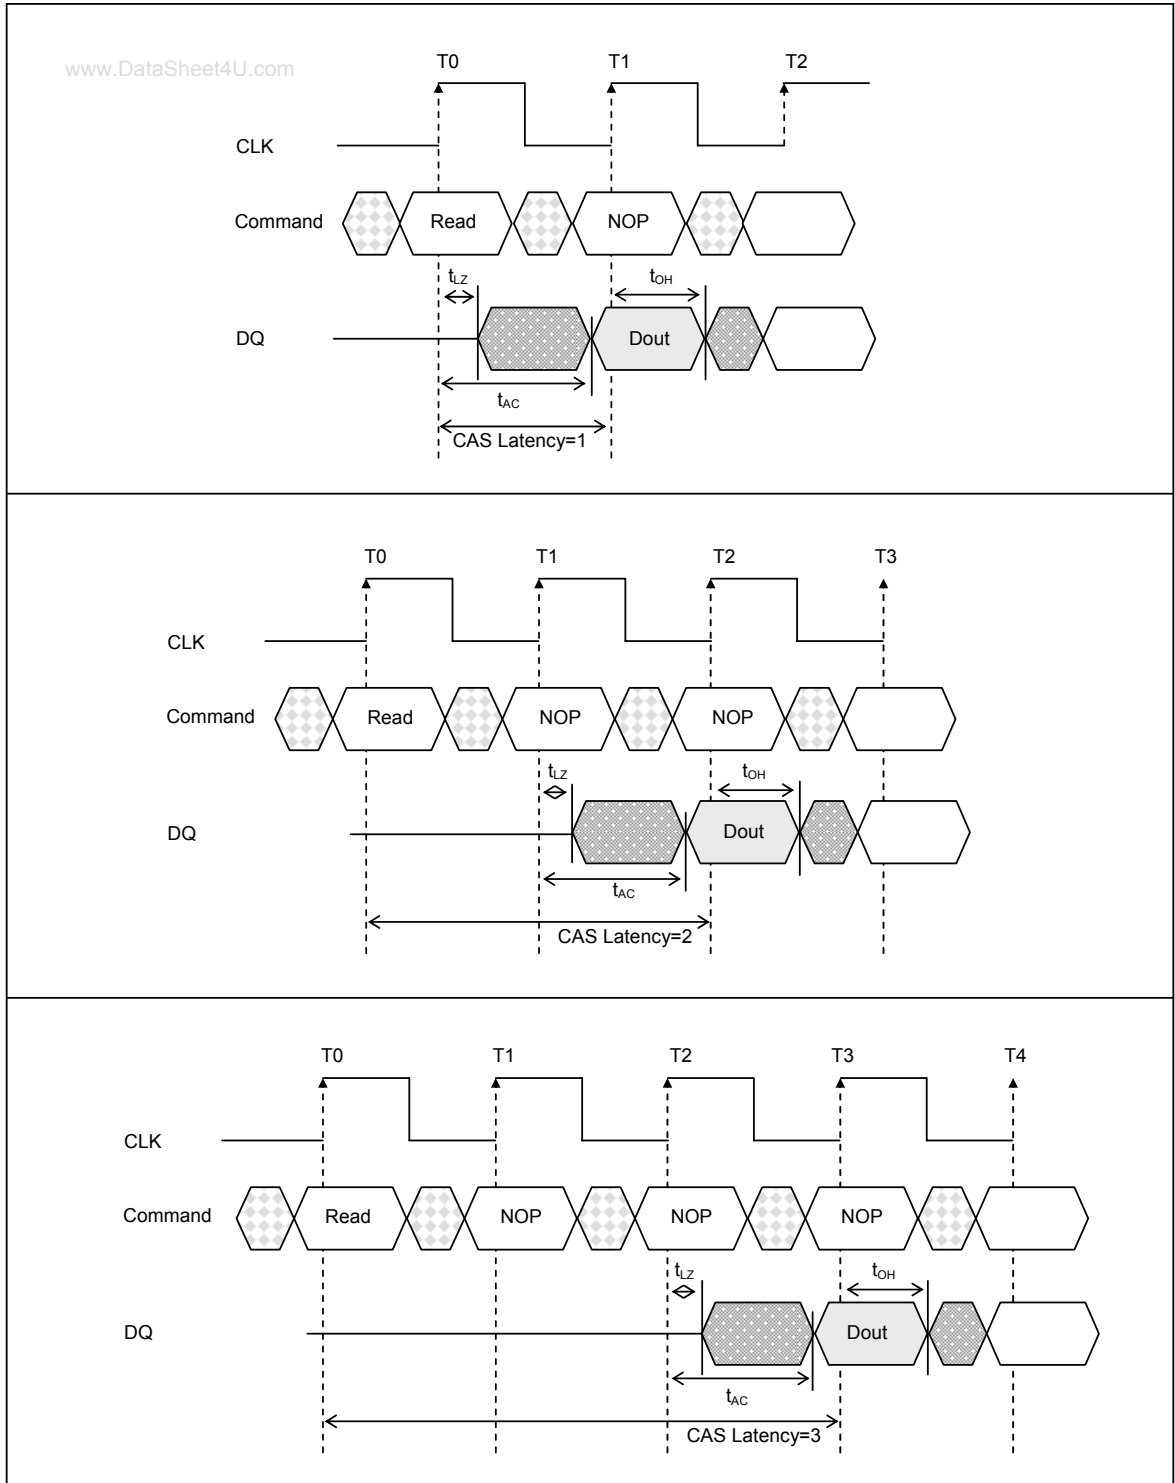 www.DataSheet4U.com
T0 T1 T2
CLK
Command Read NOP
tLZ tOH
DQ Dout
tAC
CAS Latency=1
T0 T1 T2 T3
CLK
Command Read NOP NOP
tLZ tOH
DQ Dout
tAC
CAS Latency=2
T0 T1 T2 T3 T4
CLK
Command Read NOP NOP NOP
tLZ tOH
DQ Dout
tAC
CAS Latency=3